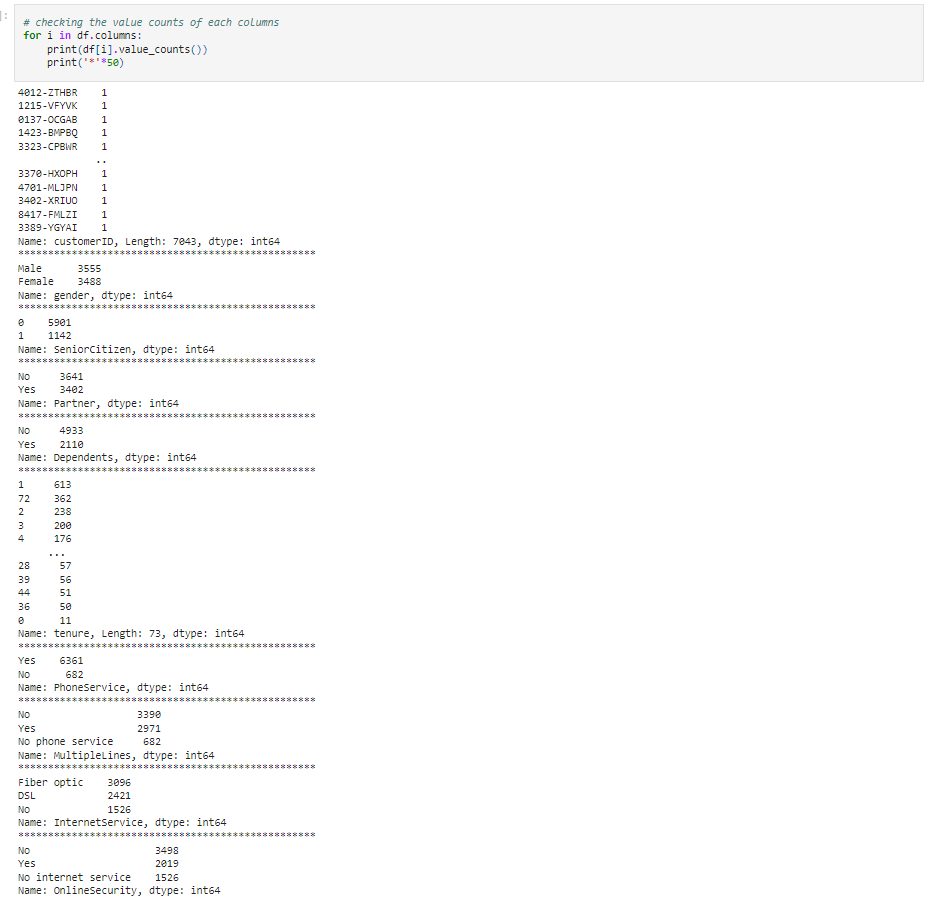 ]:
# checking the value counts of each columns
for i in df.columns:
    print(df[i].value_counts())
    print('*'*50)
4012-ZTHBR    1
1215-VFYVK    1
0137-OCGAB    1
1423-BMPBQ    1
3323-CPBWR    1
             ..
3370-HXOPH    1
4701-MLJPN    1
3402-XRIUO    1
8417-FMLZI    1
3389-YGYAI    1
Name: customerID, Length: 7043, dtype: int64
**************************************************
Male      3555
Female    3488
Name: gender, dtype: int64
**************************************************
0    5901
1    1142
Name: SeniorCitizen, dtype: int64
**************************************************
No     3641
Yes    3402
Name: Partner, dtype: int64
**************************************************
No     4933
Yes    2110
Name: Dependents, dtype: int64
**************************************************
1     613
72    362
2     238
3     200
4     176
     ...
28     57
39     56
44     51
36     50
0      11
Name: tenure, Length: 73, dtype: int64
**************************************************
Yes    6361
No      682
Name: PhoneService, dtype: int64
**************************************************
No                  3390
Yes                 2971
No phone service     682
Name: MultipleLines, dtype: int64
**************************************************
Fiber optic    3096
DSL            2421
No             1526
Name: InternetService, dtype: int64
**************************************************
No                     3498
Yes                    2019
No internet service    1526
Name: OnlineSecurity, dtype: int64